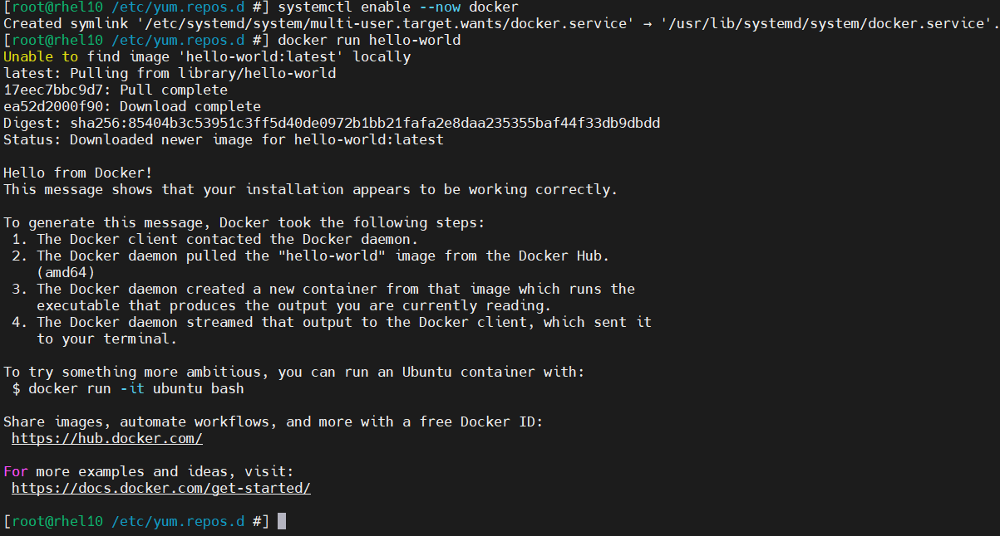 [root@rhel10 /etc/yum.repos.d #] systemctl enable --now docker
Created symlink '/etc/systemd/system/multi-user.target.wants/docker.service' → '/usr/lib/systemd/system/docker.service'.
[root@rhel10 /etc/yum.repos.d #] docker run hello-world
Unable to find image 'hello-world:latest' locally
latest: Pulling from library/hello-world
17eec7bbc9d7: Pull complete
ea52d2000f90: Download complete
Digest: sha256:85404b3c53951c3ff5d40de0972b1bb21fafa2e8daa235355baf44f33db9dbdd
Status: Downloaded newer image for hello-world:latest

Hello from Docker!
This message shows that your installation appears to be working correctly.

To generate this message, Docker took the following steps:
 1. The Docker client contacted the Docker daemon.
 2. The Docker daemon pulled the "hello-world" image from the Docker Hub.
    (amd64)
 3. The Docker daemon created a new container from that image which runs the
    executable that produces the output you are currently reading.
 4. The Docker daemon streamed that output to the Docker client, which sent it
    to your terminal.

To try something more ambitious, you can run an Ubuntu container with:
 $ docker run -it ubuntu bash

Share images, automate workflows, and more with a free Docker ID:
 https://hub.docker.com/

For more examples and ideas, visit:
 https://docs.docker.com/get-started/

[root@rhel10 /etc/yum.repos.d #]